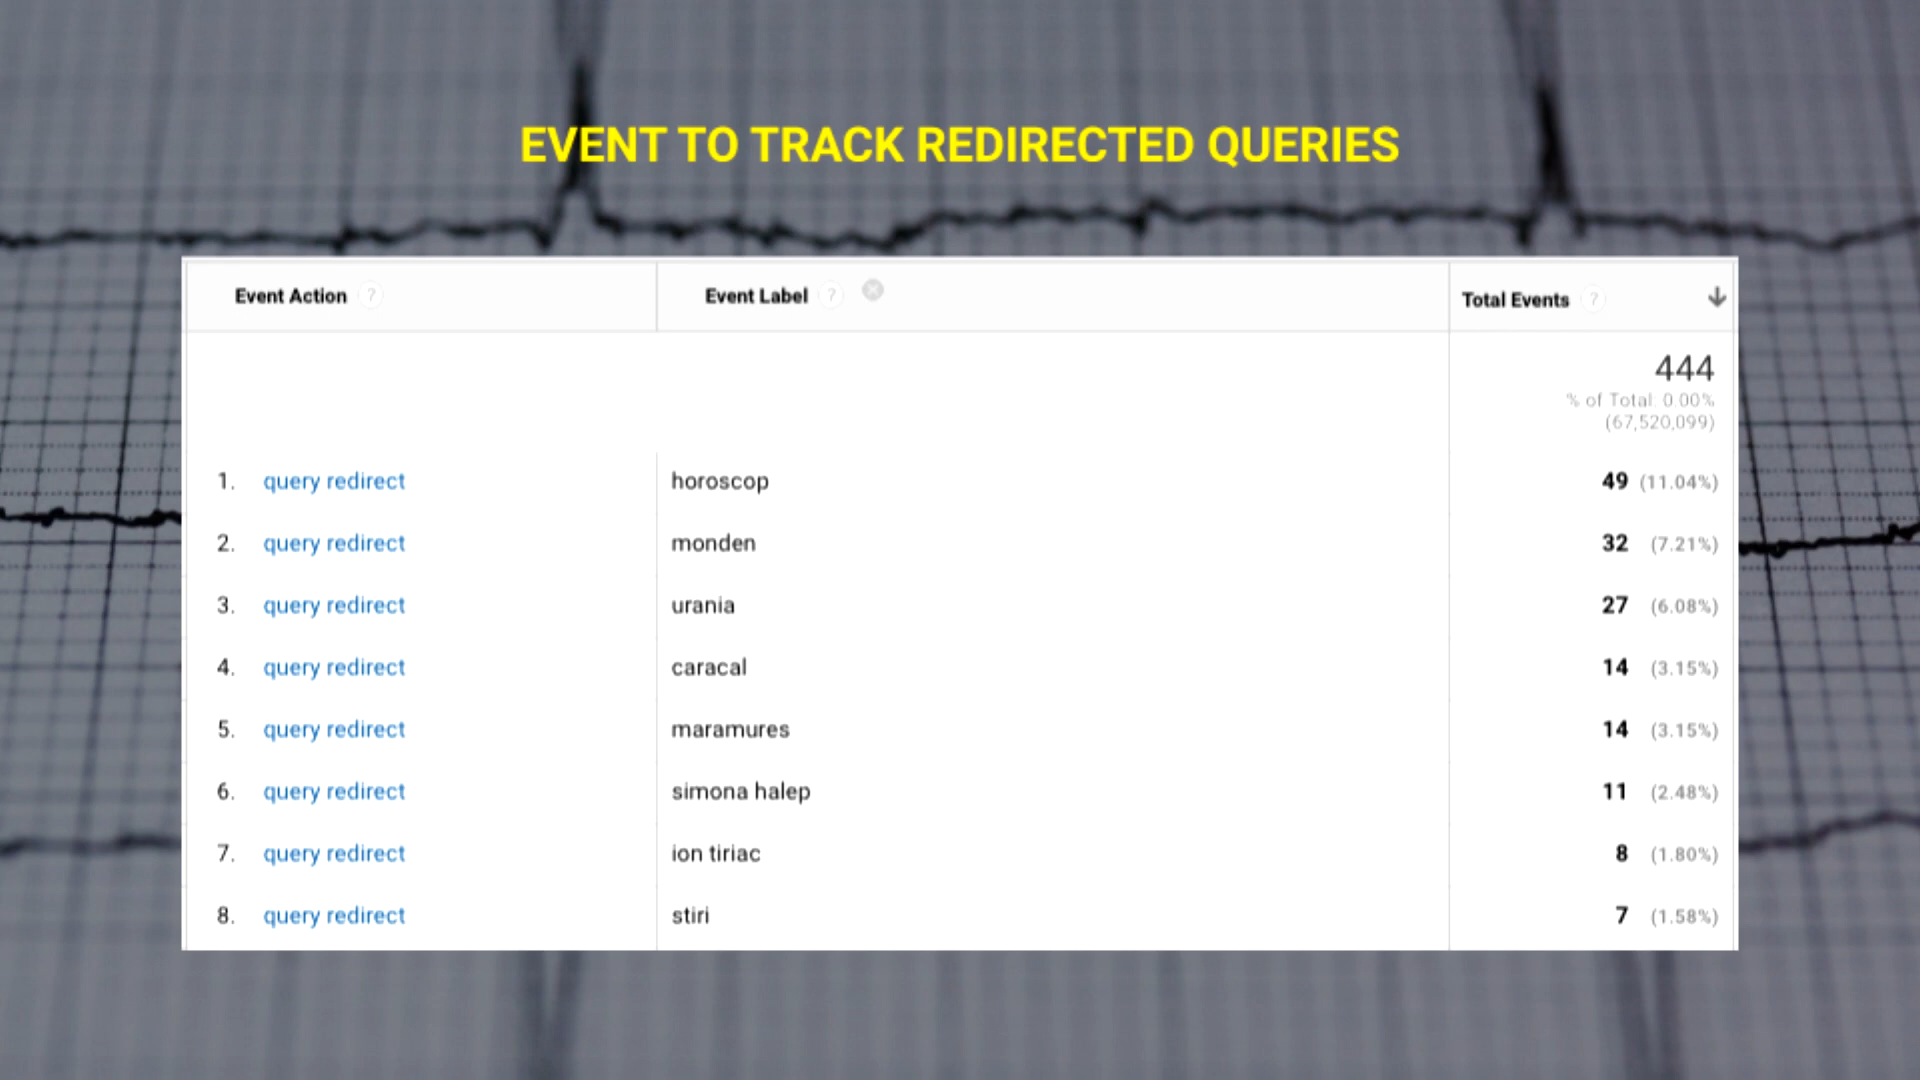 EVENT TO TRACK REDIRECTED QUERIES
Event Action ? Event Label ? Total Events ?
444
% of Total: 0.00%
(67,520,099)
1. query redirect horoscop 49 (11.04%)
2. query redirect monden 32 (7.21%)
3. query redirect urania 27 (6.08%)
4. query redirect caracal 14 (3.15%)
5. query redirect maramures 14 (3.15%)
6. query redirect simona halep 11 (2.48%)
7. query redirect ion tiriac 8 (1.80%)
8. query redirect stiri 7 (1.58%)